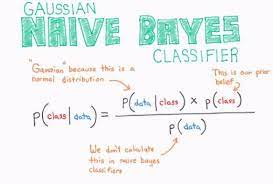 GAUSSIAN
NAIVE BAYES
CLASSIFIER
"Gaussian" because this is a
normal distribution
This is our prior
belief
p(class | data) = p(data | class) × p(class)
p(data)
We don't calculate
this in naive bayes
classifiers